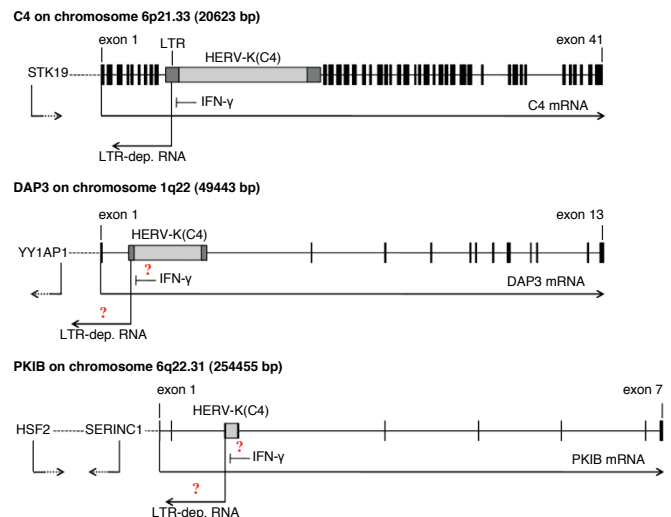 C4 on chromosome 6p21.33 (20623 bp)
exon 1 LTR exon 41
HERV-K(C4)
STK19
IFN-γ
C4 mRNA
LTR-dep. RNA
DAP3 on chromosome 1q22 (49443 bp)
exon 1 exon 13
HERV-K(C4)
YY1AP1
?
IFN-γ
DAP3 mRNA
?
LTR-dep. RNA
PKIB on chromosome 6q22.31 (254455 bp)
exon 1 exon 7
HERV-K(C4)
HSF2 SERINC1
?
IFN-γ
PKIB mRNA
?
LTR-dep. RNA